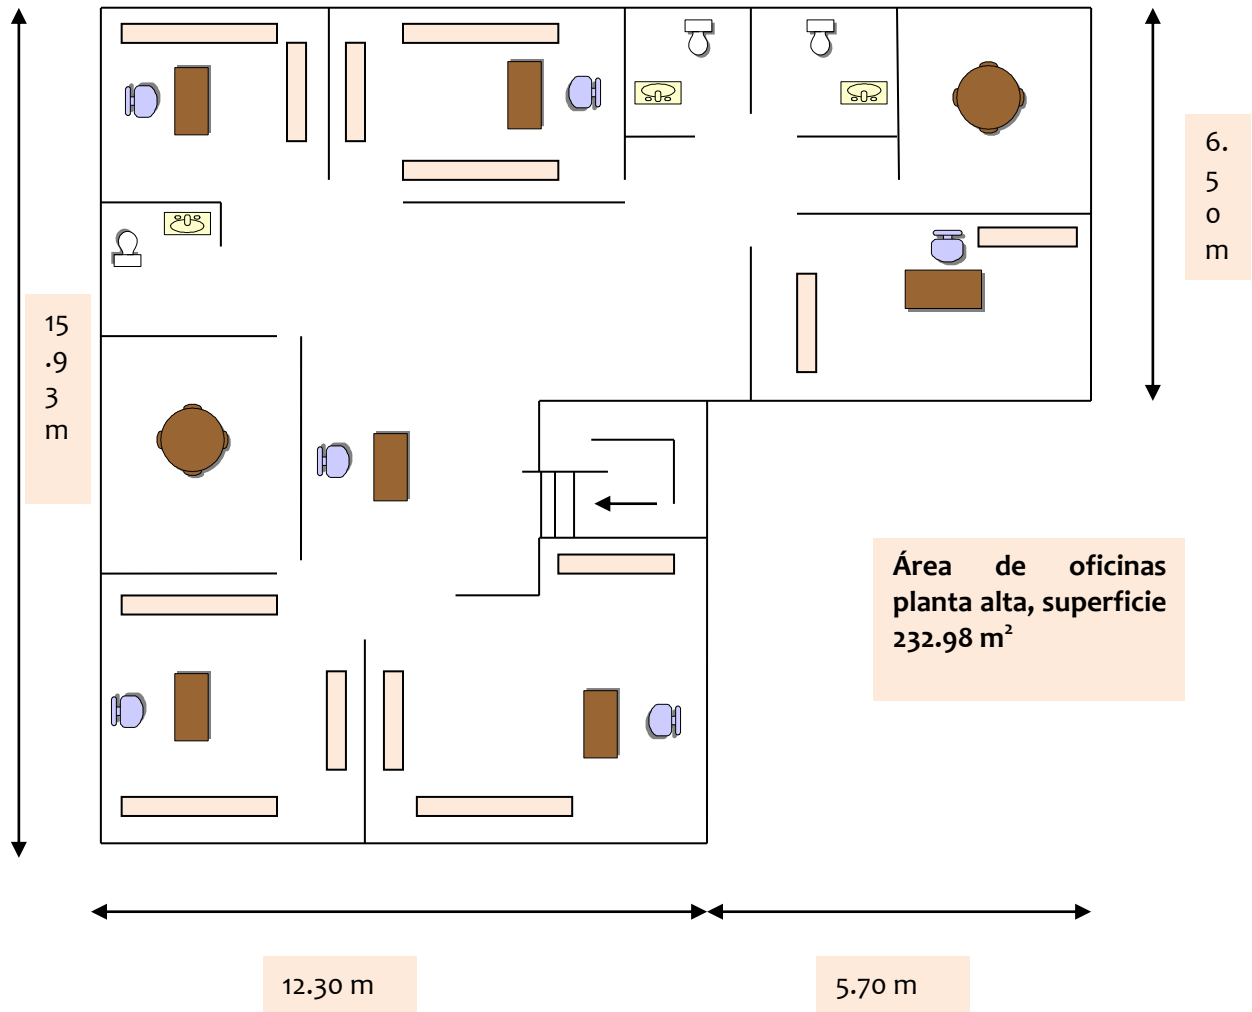 6.
5
0
m
15
.9
3
m
Área de oficinas
planta alta, superficie
232.98 m²
12.30 m
5.70 m